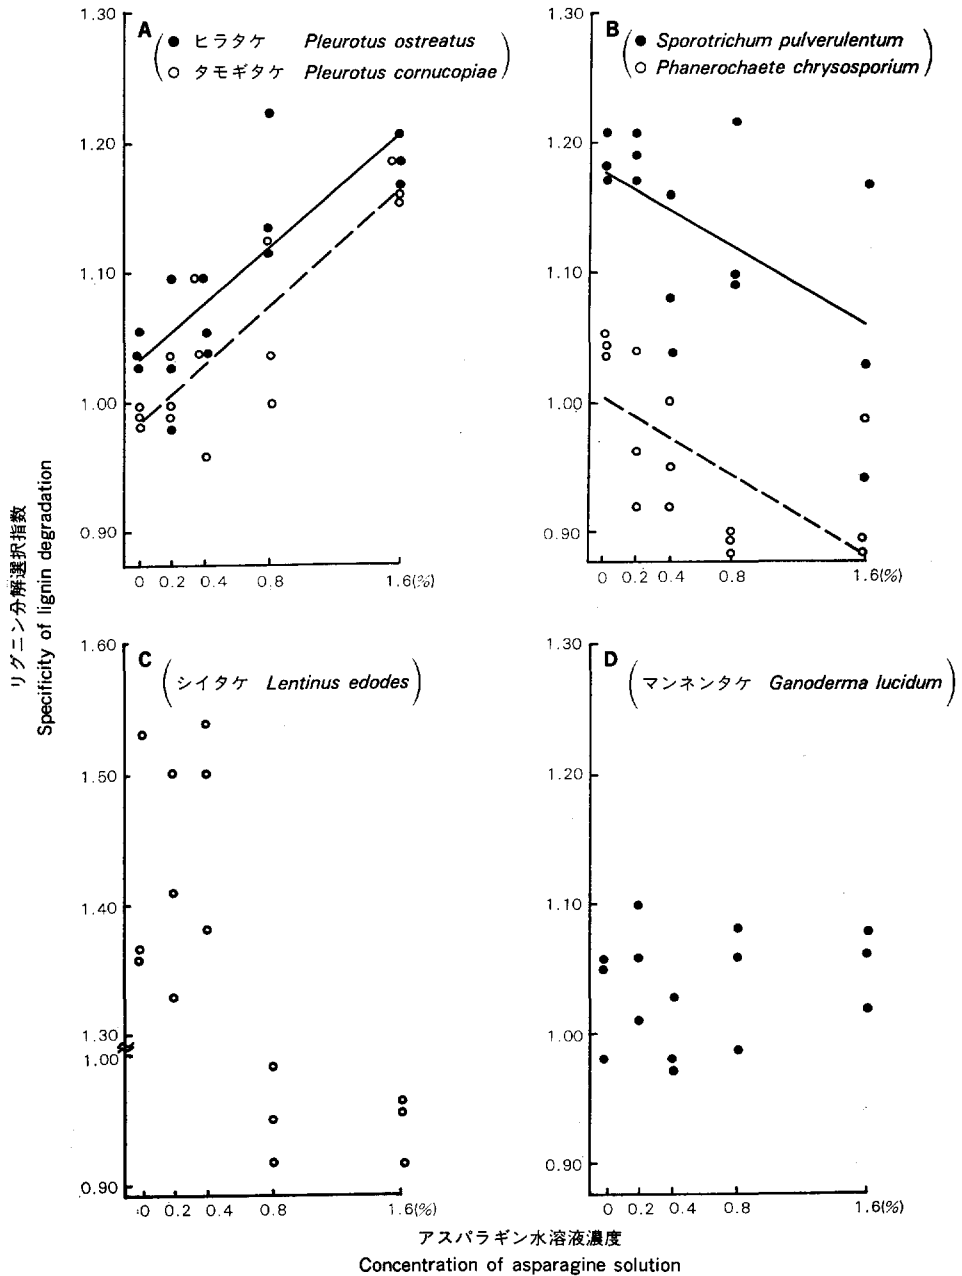 リグニン分解選択指数
Specificity of lignin degradation
A
● ヒラタケ Pleurotus ostreatus
○ タモギタケ Pleurotus cornucopiae
1.30
1.20
1.10
1.00
0.90
0 0.2 0.4 0.8 1.6(%)
B
● Sporotrichum pulverulentum
○ Phanerochaete chrysosporium
1.30
1.20
1.10
1.00
0.90
0 0.2 0.4 0.8 1.6(%)
C
(シイタケ Lentinus edodes)
1.60
1.50
1.40
1.30
1.00
0.90
0 0.2 0.4 0.8 1.6(%)
D
(マンネンタケ Ganoderma lucidum)
1.30
1.20
1.10
1.00
0.90
0 0.2 0.4 0.8 1.6(%)
アスパラギン水溶液濃度
Concentration of asparagine solution